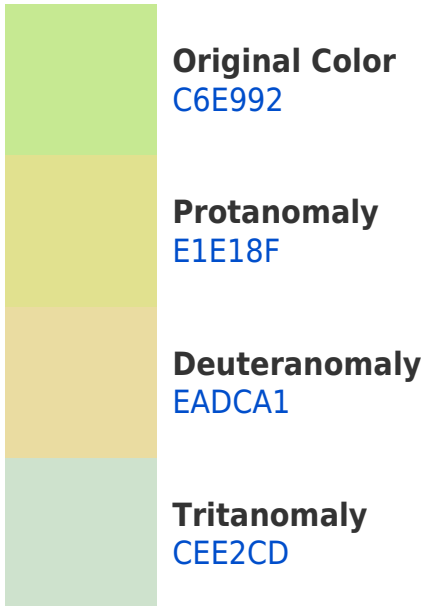 Original Color
C6E992
Protanomaly
E1E18F
Deuteranomaly
EADCA1
Tritanomaly
CEE2CD